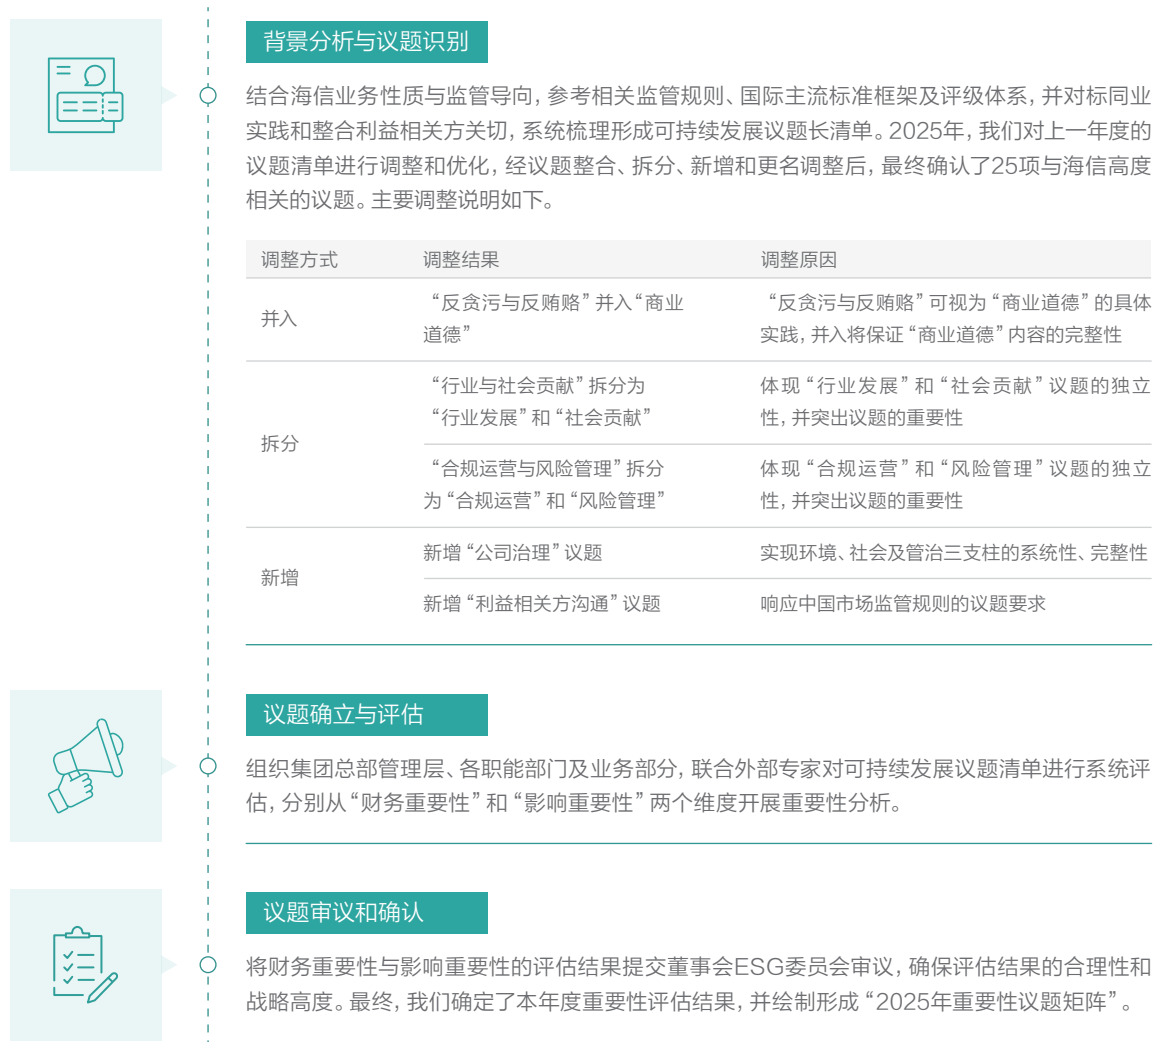 背景分析与议题识别
结合海信业务性质与监管导向，参考相关监管规则、国际主流标准框架及评级体系，并对标同业
实践和整合利益相关方关切，系统梳理形成可持续发展议题长清单。2025年，我们对上一年度的
议题清单进行调整和优化，经议题整合、拆分、新增和更名调整后，最终确认了25项与海信高度
相关的议题。主要调整说明如下。
调整方式 调整结果 调整原因
并入
“反贪污与反贿赂”并入“商业
道德”
“反贪污与反贿赂”可视为“商业道德”的具体
实践，并入将保证“商业道德”内容的完整性
拆分
“行业与社会贡献”拆分为
“行业发展”和“社会贡献”
体现“行业发展”和“社会贡献”议题的独立
性，并突出议题的重要性
“合规运营与风险管理”拆分
为“合规运营”和“风险管理”
体现“合规运营”和“风险管理”议题的独立
性，并突出议题的重要性
新增
新增“公司治理”议题
实现环境、社会及管治三支柱的系统性、完整性
新增“利益相关方沟通”议题
响应中国市场监管规则的议题要求
议题确立与评估
组织集团总部管理层、各职能部门及业务部分，联合外部专家对可持续发展议题清单进行系统评
估，分别从“财务重要性”和“影响重要性”两个维度开展重要性分析。
议题审议和确认
将财务重要性与影响重要性的评估结果提交董事会ESG委员会审议，确保评估结果的合理性和
战略高度。最终，我们确定了本年度重要性评估结果，并绘制形成“2025年重要性议题矩阵”。